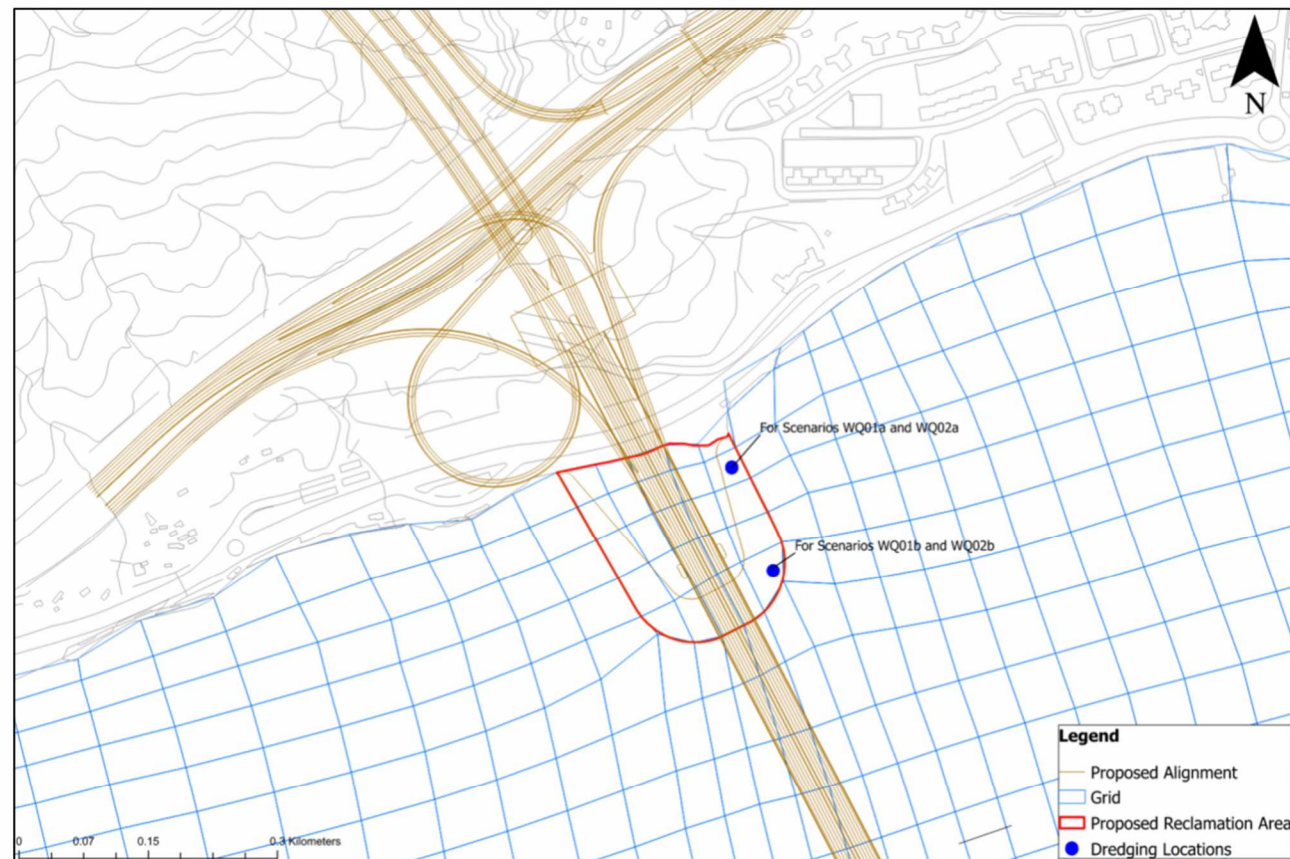 N
For Scenarios WQ01a and WQ02a
For Scenarios WQ01b and WQ02b
Legend
Proposed Alignment
Grid
Proposed Reclamation Area
Dredging Locations
0 0.07 0.15 0.3 Kilometers